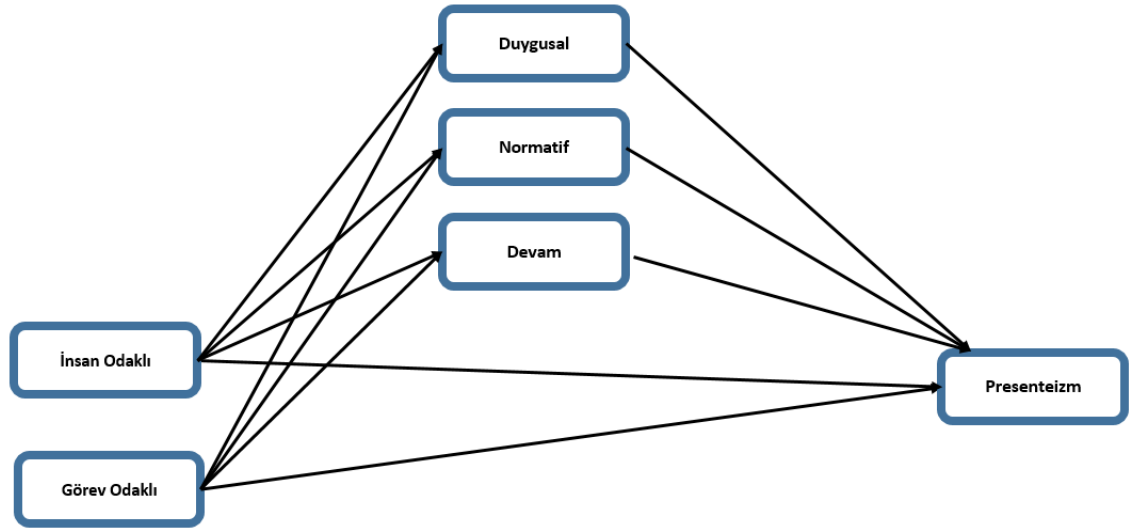 Duygusal
Normatif
Devam
İnsan Odaklı
Presenteizm
Görev Odaklı